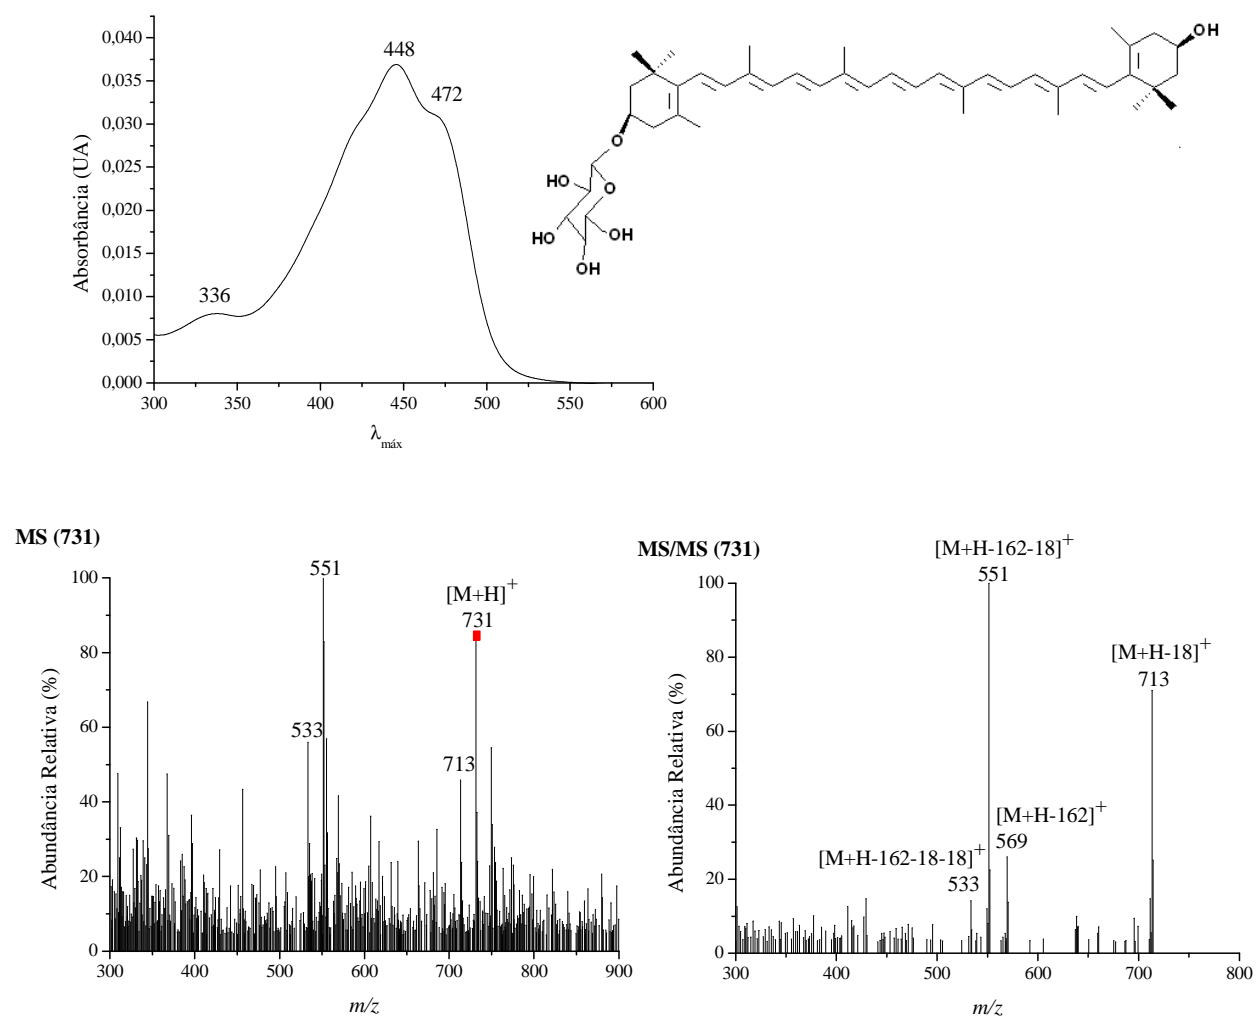 448
472
336
Absorbância (UA)
0,040
0,035
0,030
0,025
0,020
0,015
0,010
0,005
0,000
300 350 400 450 500 550 600
λmáx
OH
O
HO
O
HO
OH
OH
MS (731)
551
[M+H]+
731
533
713
Abundância Relativa (%)
100
80
60
40
20
0
300 400 500 600 700 800 900
m/z
MS/MS (731)
[M+H-162-18]+
551
[M+H-18]+
713
[M+H-162]+
569
[M+H-162-18-18]+
533
Abundância Relativa (%)
100
80
60
40
20
0
300 400 500 600 700 800
m/z